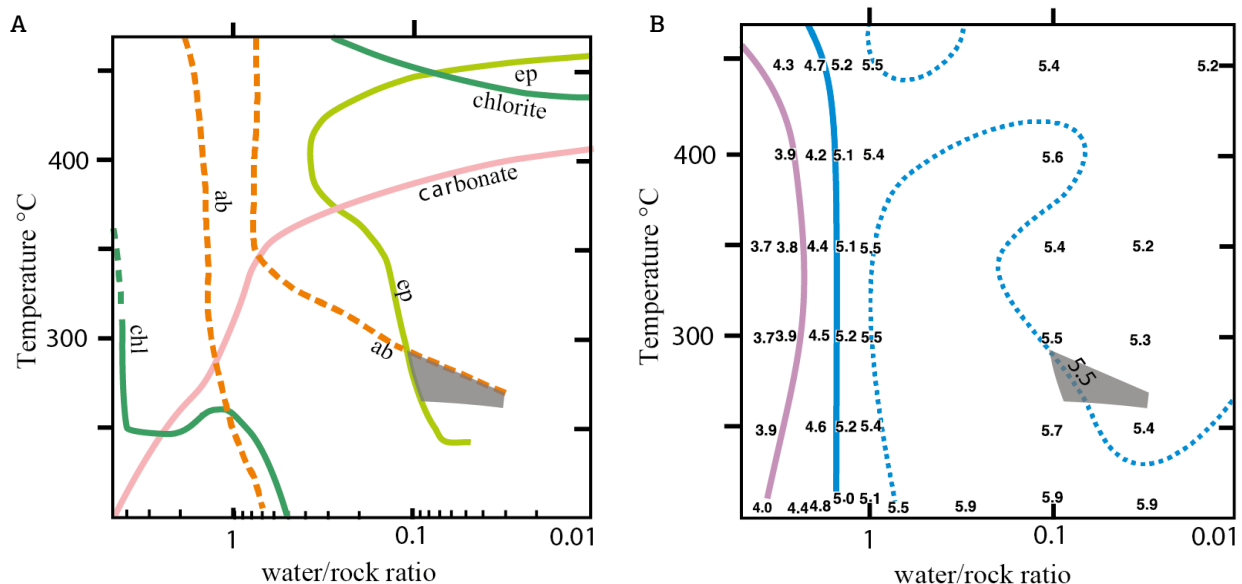 A
Temperature °C
400
300
ep
chlorite
carbonate
ab
chl
ep
ab
1
0.1
0.01
water/rock ratio
B
Temperature °C
400
300
4.3 4.7 5.2 5.5 5.4 5.2
3.9 4.2 5.1 5.4 5.6
3.7 3.8 4.4 5.1 5.5 5.4 5.2
3.7 3.9 4.5 5.2 5.5 5.5 5.3
5.5
3.9 4.6 5.2 5.4 5.7 5.4
4.0 4.4 4.8 5.0 5.1 5.5 5.9 5.9 5.9
1
0.1
0.01
water/rock ratio